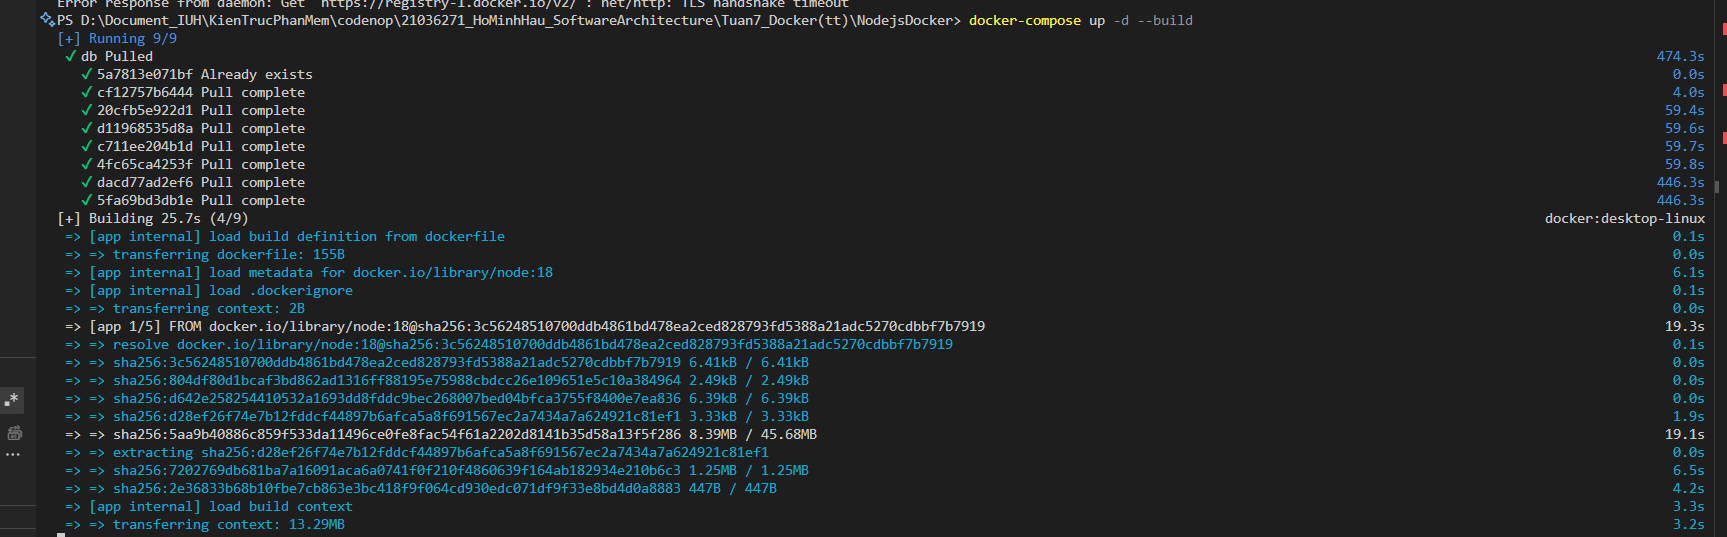 Error response from daemon: Get "https://registry-1.docker.io/v2/": net/http: TLS handshake timeout
PS D:\Document_IUH\KienTrucPhanMem\codenop\21036271_HoMinhHau_SoftwareArchitecture\Tuan7_Docker(tt)\NodejsDocker> docker-compose up -d --build
[+] Running 9/9
✓ db Pulled 474.3s
✓ 5a7813e071bf Already exists 0.0s
✓ cf12757b6444 Pull complete 4.0s
✓ 20cfb5e922d1 Pull complete 59.4s
✓ d11968535d8a Pull complete 59.6s
✓ c711ee204b1d Pull complete 59.7s
✓ 4fc65ca4253f Pull complete 59.8s
✓ dacd77ad2ef6 Pull complete 446.3s
✓ 5fa69bd3db1e Pull complete 446.3s
[+] Building 25.7s (4/9) docker:desktop-linux
=> [app internal] load build definition from dockerfile 0.1s
=> => transferring dockerfile: 155B 0.0s
=> [app internal] load metadata for docker.io/library/node:18 6.1s
=> [app internal] load .dockerignore 0.1s
=> => transferring context: 2B 0.0s
=> [app 1/5] FROM docker.io/library/node:18@sha256:3c56248510700ddb4861bd478ea2ced828793fd5388a21adc5270cdbbf7b7919 19.3s
=> => resolve docker.io/library/node:18@sha256:3c56248510700ddb4861bd478ea2ced828793fd5388a21adc5270cdbbf7b7919 0.1s
=> => sha256:3c56248510700ddb4861bd478ea2ced828793fd5388a21adc5270cdbbf7b7919 6.41kB / 6.41kB 0.0s
=> => sha256:804df80d1bcaf3bd862ad1316ff88195e75988cbdcc26e109651e5c10a384964 2.49kB / 2.49kB 0.0s
=> => sha256:d642e258254410532a1693dd8fddc9bec268007bed04bfca3755f8400e7ea836 6.39kB / 6.39kB 0.0s
=> => sha256:d28ef26f74e7b12fddcf44897b6afca5a8f691567ec2a7434a7a624921c81ef1 3.33kB / 3.33kB 1.9s
=> => sha256:5aa9b40886c859f533da11496ce0fe8fac54f61a2202d8141b35d58a13f5f286 8.39MB / 45.68MB 19.1s
=> => extracting sha256:d28ef26f74e7b12fddcf44897b6afca5a8f691567ec2a7434a7a624921c81ef1 0.0s
=> => sha256:7202769db681ba7a16091aca6a0741f0f210f4860639f164ab182934e210b6c3 1.25MB / 1.25MB 6.5s
=> => sha256:2e36833b68b10fbe7cb863e3bc418f9f064cd930edc071df9f33e8bd4d0a8883 447B / 447B 4.2s
=> [app internal] load build context 3.3s
=> => transferring context: 13.29MB 3.2s